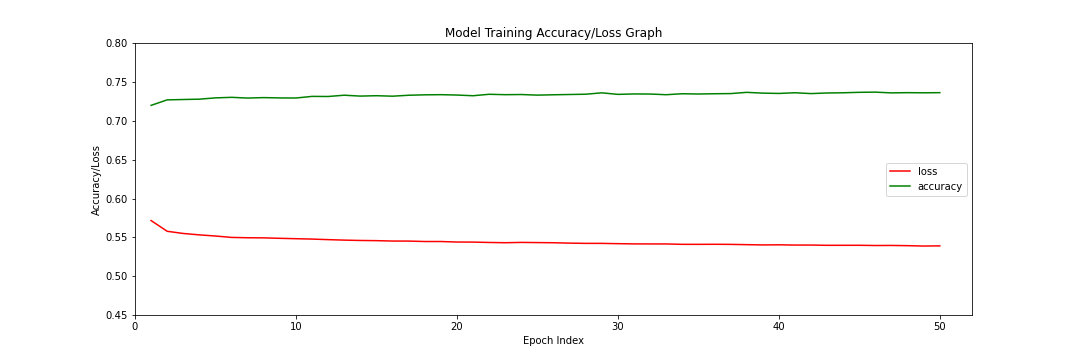 Model Training Accuracy/Loss Graph
0.80
0.75
0.70
0.65
0.60
0.55
0.50
0.45
Accuracy/Loss
loss
accuracy
0 10 20 30 40 50
Epoch Index